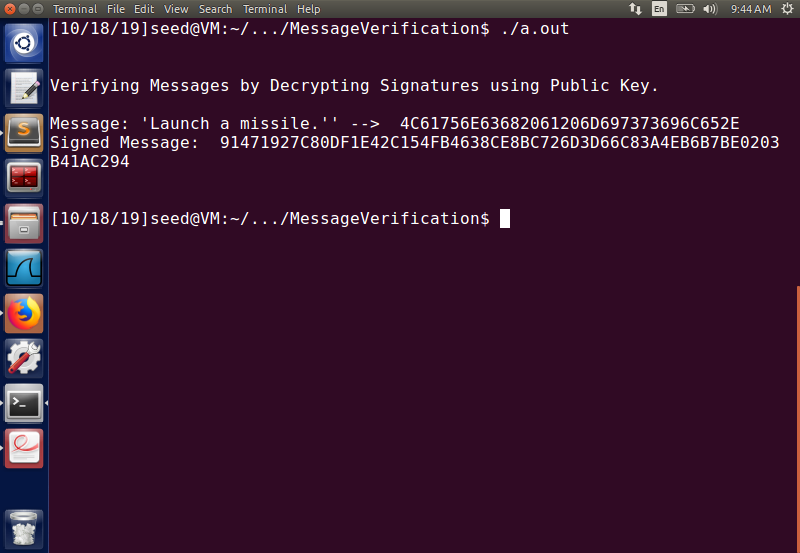 Terminal File Edit View Search Terminal Help En 9:44 AM
[10/18/19]seed@VM:~/.../MessageVerification$ ./a.out
Verifying Messages by Decrypting Signatures using Public Key.
Message: 'Launch a missile.'' --> 4C61756E63682061206D697373696C652E
Signed Message: 91471927C80DF1E42C154FB4638CE8BC726D3D66C83A4EB6B7BE0203
B41AC294
[10/18/19]seed@VM:~/.../MessageVerification$